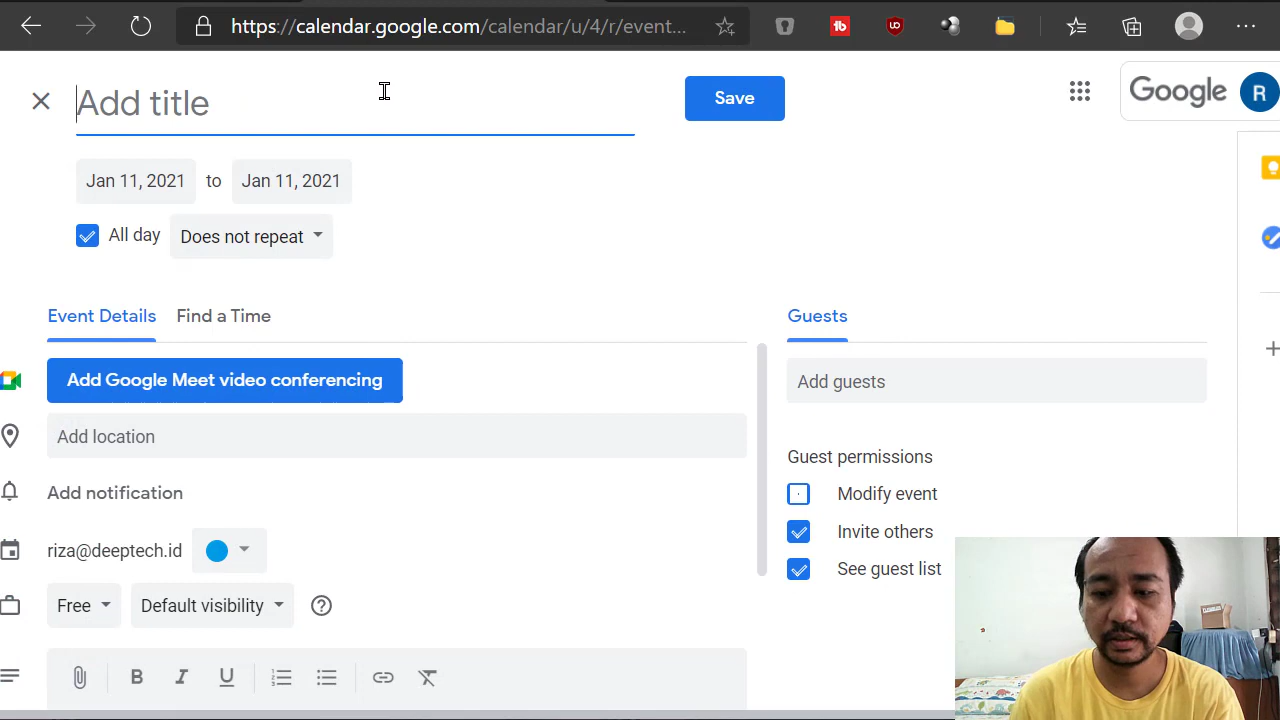 https://calendar.google.com/calendar/u/4/r/event...
Add title
Save
Google
R
Jan 11, 2021 to Jan 11, 2021
All day Does not repeat
Event Details Find a Time
Guests
Add Google Meet video conferencing
Add guests
Add location
Guest permissions
Add notification
Modify event
Invite others
riza@deeptech.id
See guest list
Free Default visibility ?
B I U